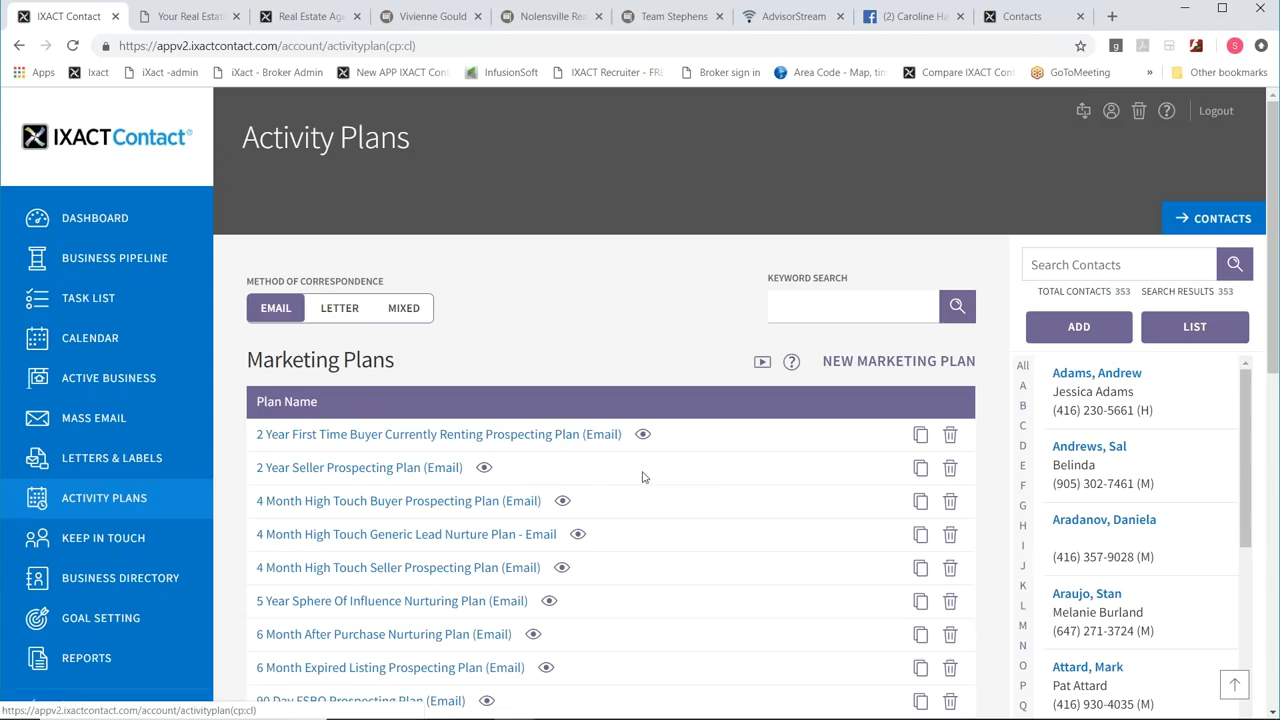 IXACT Contact
Your Real Estat
Real Estate Age
Vivienne Gould
Nolensville Rea
Team Stephens
AdvisorStream
(2) Caroline Ha
Contacts
https://appv2.ixactcontact.com/account/activityplan(cp:cl)
Apps
Ixact
iXact -admin
iXact - Broker Admin
New APP IXACT Con
InfusionSoft
IXACT Recruiter - FRE
Broker sign in
Area Code - Map, tim
Compare IXACT Cont
GoToMeeting
»
Other bookmarks
IXACTContact®
Activity Plans
Logout
→ CONTACTS
DASHBOARD
BUSINESS PIPELINE
TASK LIST
CALENDAR
ACTIVE BUSINESS
MASS EMAIL
LETTERS & LABELS
ACTIVITY PLANS
KEEP IN TOUCH
BUSINESS DIRECTORY
GOAL SETTING
REPORTS
METHOD OF CORRESPONDENCE
EMAIL LETTER MIXED
KEYWORD SEARCH
Marketing Plans
NEW MARKETING PLAN
Plan Name
2 Year First Time Buyer Currently Renting Prospecting Plan (Email)
2 Year Seller Prospecting Plan (Email)
4 Month High Touch Buyer Prospecting Plan (Email)
4 Month High Touch Generic Lead Nurture Plan - Email
4 Month High Touch Seller Prospecting Plan (Email)
5 Year Sphere Of Influence Nurturing Plan (Email)
6 Month After Purchase Nurturing Plan (Email)
6 Month Expired Listing Prospecting Plan (Email)
90 Day FSBO Prospecting Plan (Email)
Search Contacts
TOTAL CONTACTS 353 SEARCH RESULTS 353
ADD LIST
All
A
B
C
D
E
F
G
H
I
J
K
L
M
N
O
P
Q
Adams, Andrew
Jessica Adams
(416) 230-5661 (H)
Andrews, Sal
Belinda
(905) 302-7461 (M)
Aradanov, Daniela
(416) 357-9028 (M)
Araujo, Stan
Melanie Burland
(647) 271-3724 (M)
Attard, Mark
Pat Attard
(416) 930-4035 (M)
https://appv2.ixactcontact.com/account/activityplan(cp:cl)